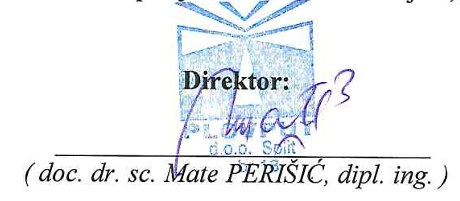 Direktor:
d.o.o. Split
( doc. dr. sc. Mate PERIŠIĆ, dipl. ing. )